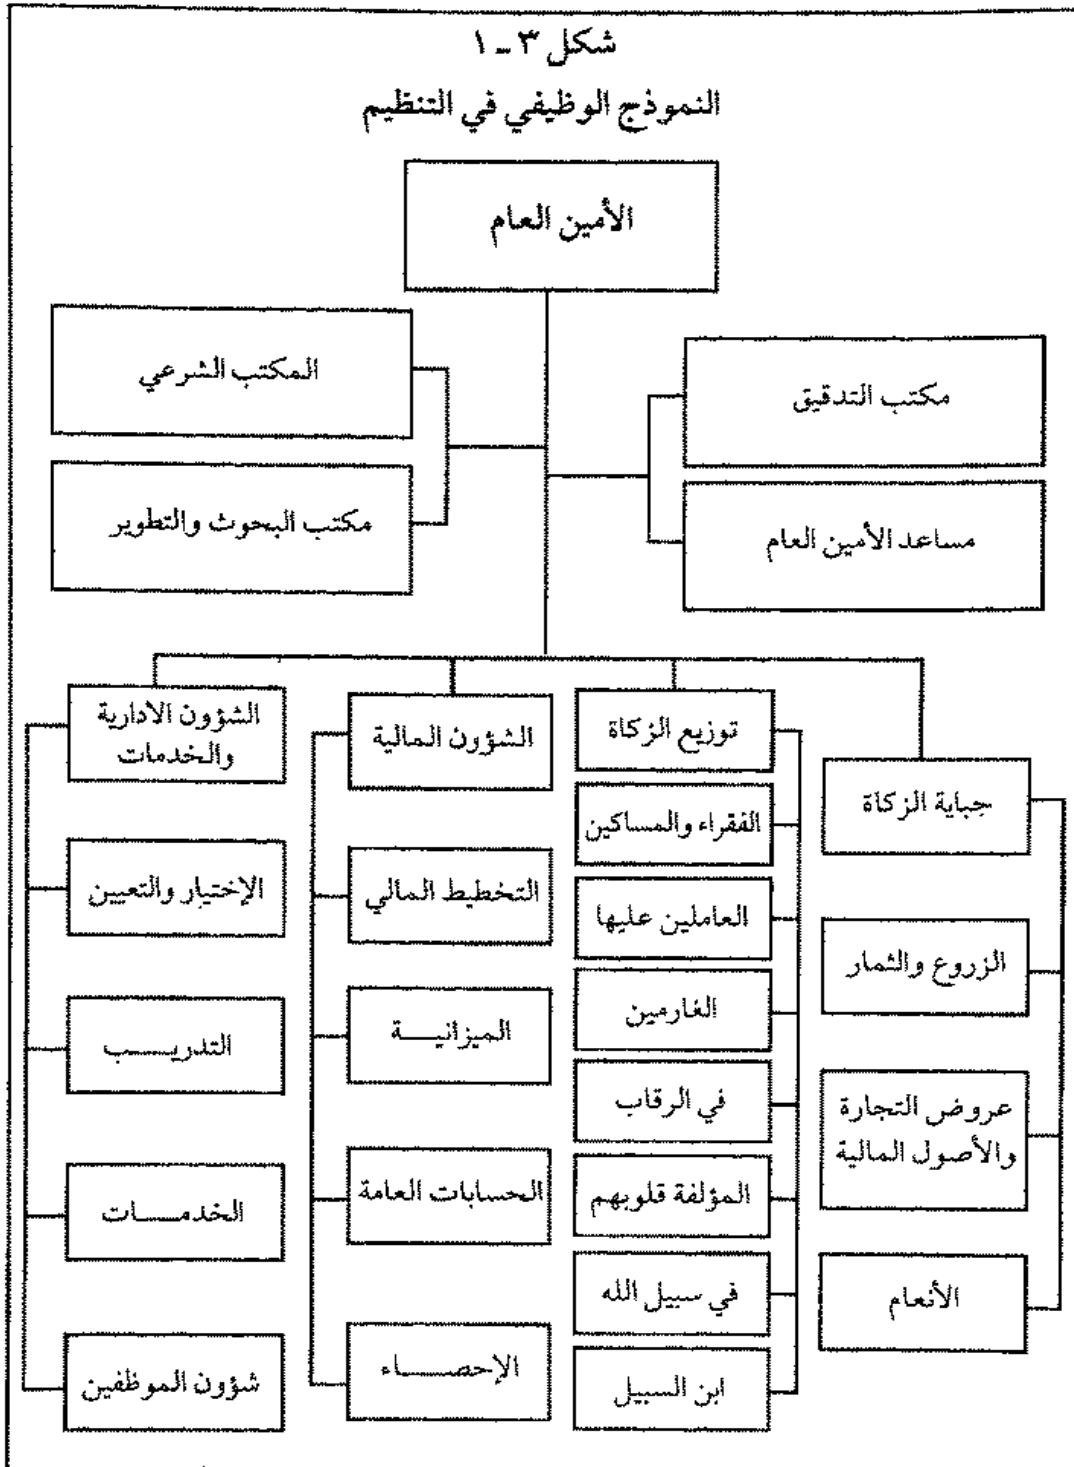 شكل ٣ - ١
النموذج الوظيفي في التنظيم
الأمين العام
مكتب التدقيق
مساعد الأمين العام
المكتب الشرعي
مكتب البحوث والتطوير
جباية الزكاة
الزروع والثمار
عروض التجارة
والأصول المالية
الأنعام
توزيع الزكاة
الفقراء والمساكين
العاملين عليها
الغارمين
في الرقاب
المؤلفة قلوبهم
في سبيل الله
ابن السبيل
الشؤون المالية
التخطيط المالي
الميزانيــة
الحسابات العامة
الإحصـــاء
الشؤون الادارية
والخدمات
الإختيار والتعيين
التدريـــب
الخدمـــات
شؤون الموظفين